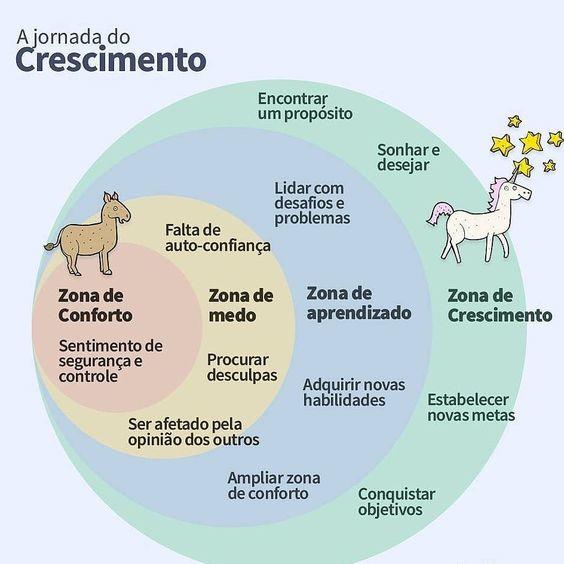 A jornada do
Crescimento
Encontrar
um propósito
Sonhar e
desejar
Lidar com
desafios e
problemas
Falta de
auto-confiança
Zona de
Conforto
Zona de
medo
Zona de
aprendizado
Zona de
Crescimento
Sentimento de
segurança e
controle
Procurar
desculpas
Adquirir novas
habilidades
Estabelecer
novas metas
Ser afetado pela
opinião dos outros
Ampliar zona
de conforto
Conquistar
objetivos